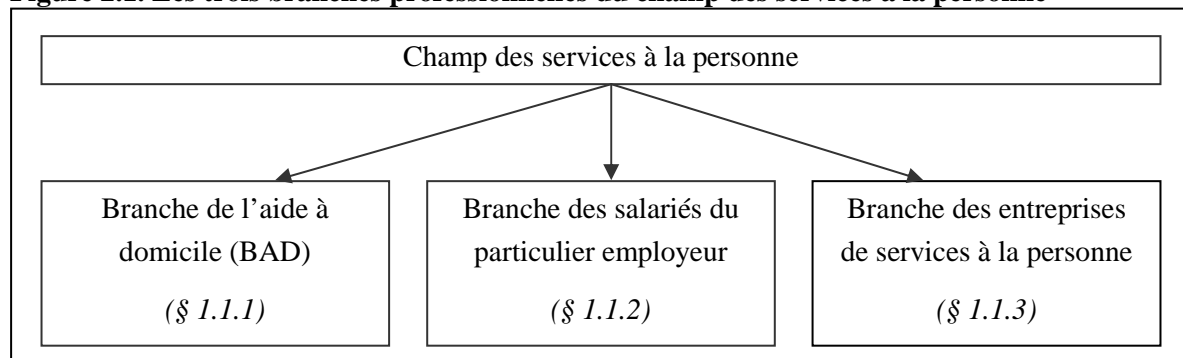 Figure 2.1. Les trois branches professionnelles du champ des services à la personne
Champ des services à la personne
Branche de l’aide à
domicile (BAD)
(§ 1.1.1)
Branche des salariés du
particulier employeur
(§ 1.1.2)
Branche des entreprises
de services à la personne
(§ 1.1.3)